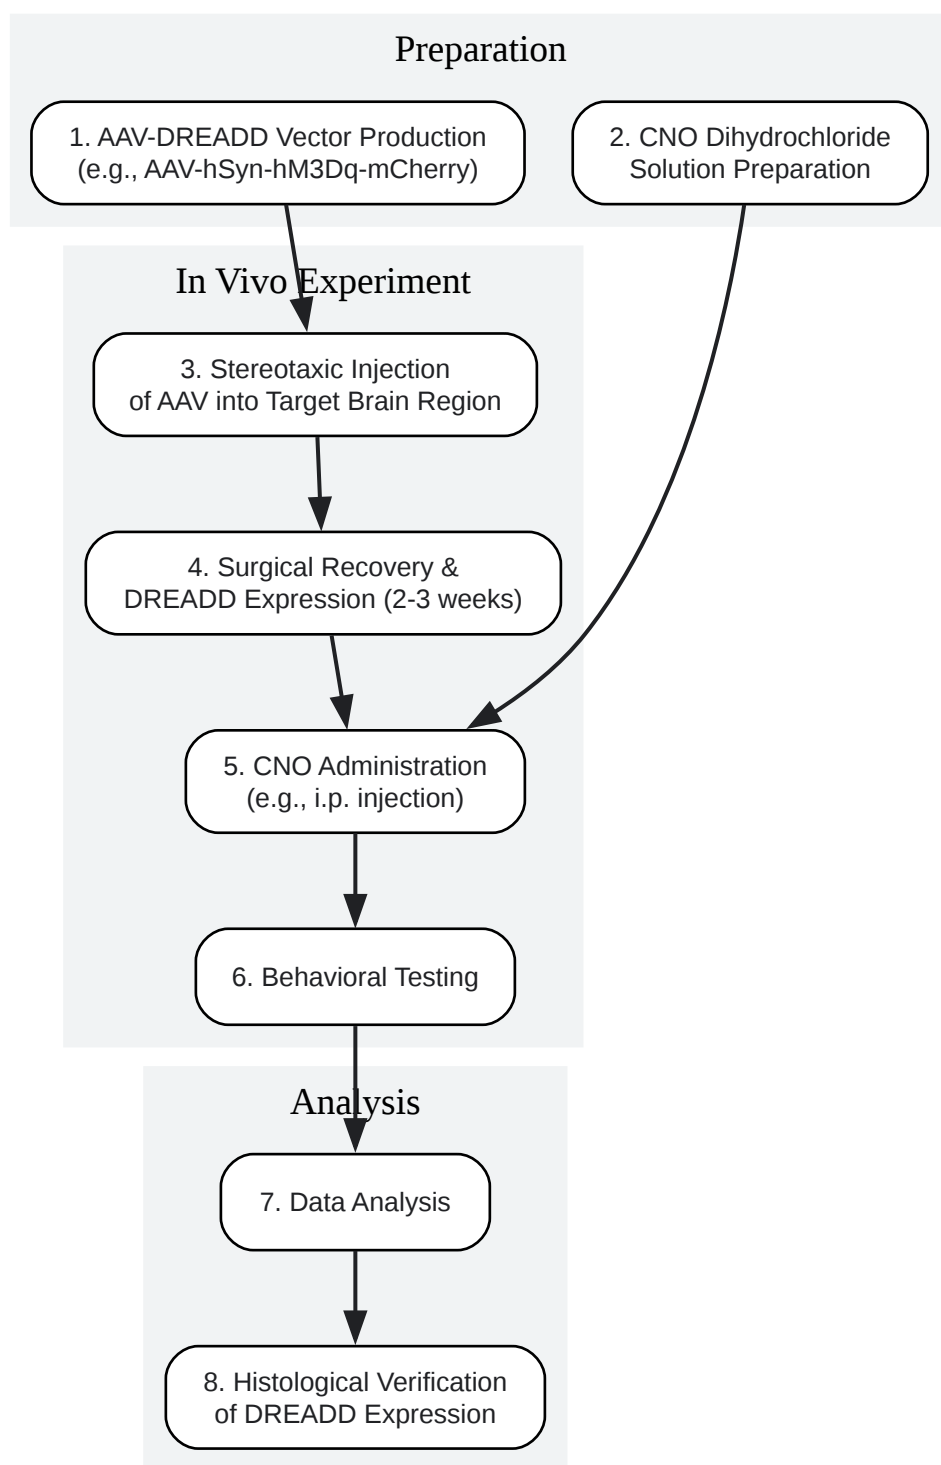 Preparation
1. AAV-DREADD Vector Production
(e.g., AAV-hSyn-hM3Dq-mCherry)
2. CNO Dihydrochloride
Solution Preparation
In Vivo Experiment
3. Stereotaxic Injection
of AAV into Target Brain Region
4. Surgical Recovery &
DREADD Expression (2-3 weeks)
5. CNO Administration
(e.g., i.p. injection)
6. Behavioral Testing
Analysis
7. Data Analysis
8. Histological Verification
of DREADD Expression